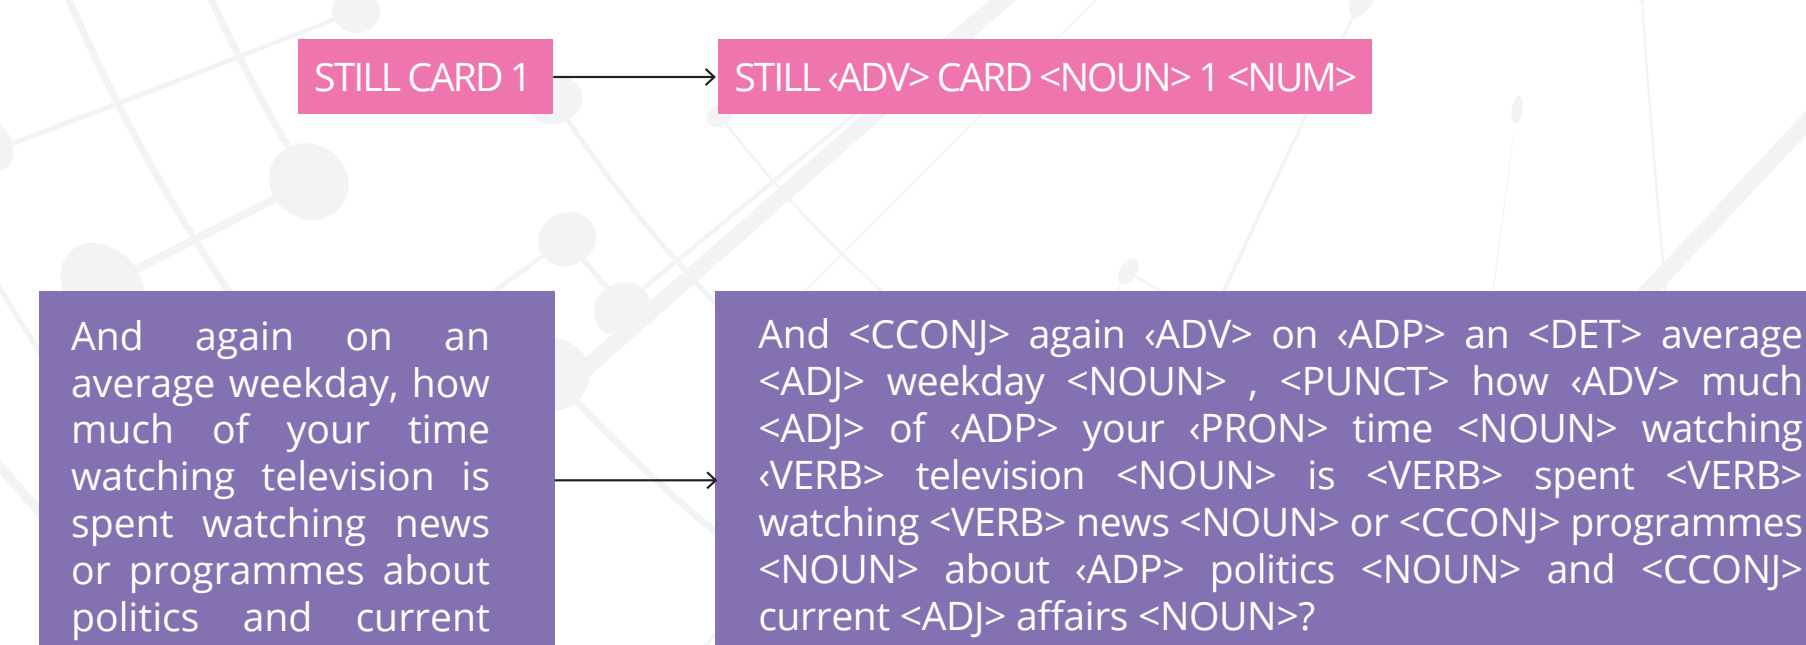 STILL CARD 1
STILL ‹ADV> CARD <NOUN> 1 <NUM>
And again on an
average weekday, how
much of your time
watching television is
spent watching news
or programmes about
politics and current
And <CCONJ> again ‹ADV> on ‹ADP> an <DET> average
<ADJ> weekday <NOUN> , <PUNCT> how ‹ADV> much
<ADJ> of ‹ADP> your ‹PRON> time <NOUN> watching
‹VERB> television <NOUN> is <VERB> spent <VERB>
watching <VERB> news <NOUN> or <CCONJ> programmes
<NOUN> about ‹ADP> politics <NOUN> and <CCONJ>
current <ADJ> affairs <NOUN>?